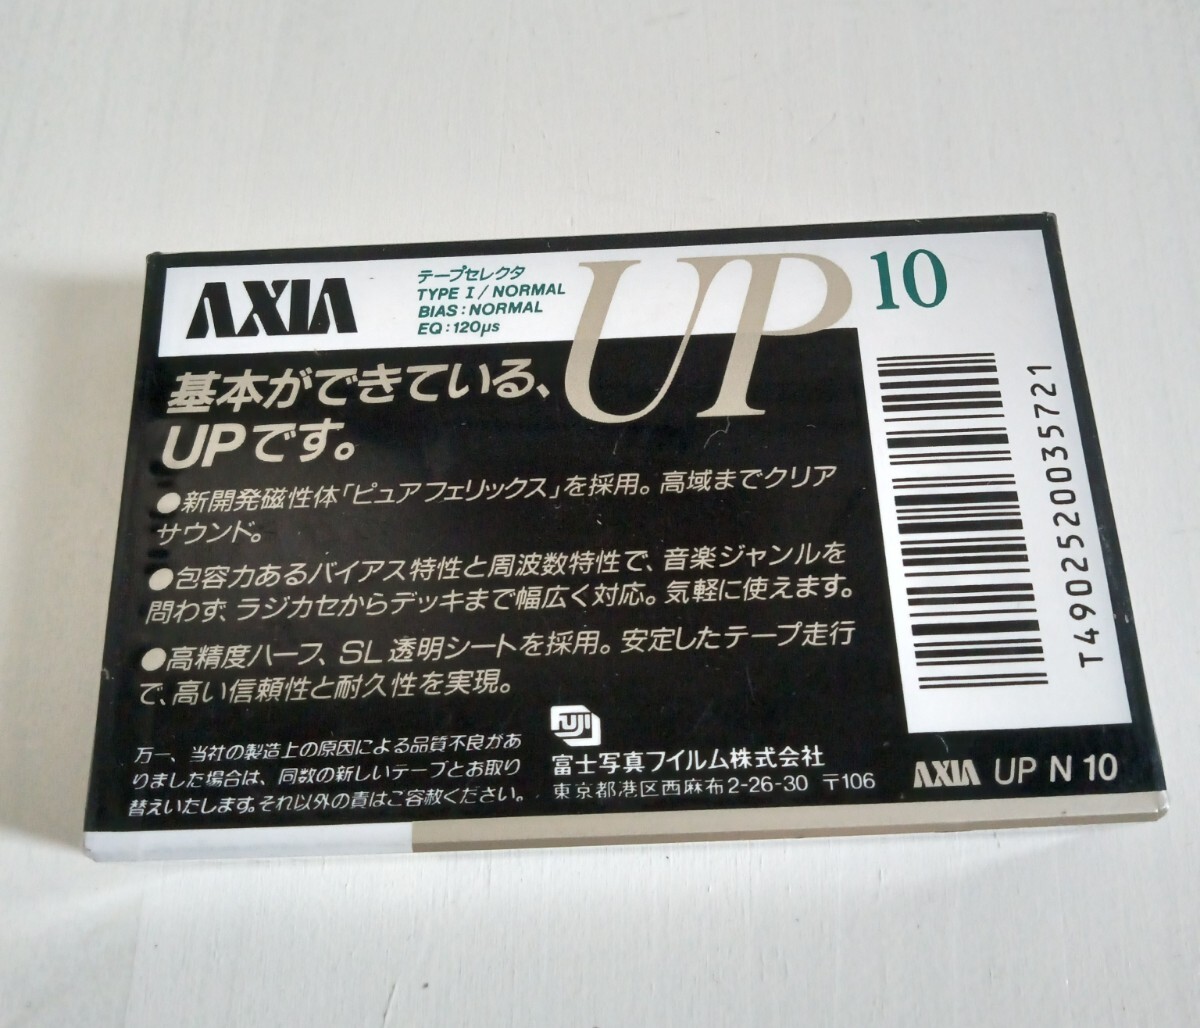 AXIA
テープセレクタ
TYPE I/NORMAL
BIAS:NORMAL
EQ:120μs
UP
10
基本ができている、
UPです。
●新開発磁性体「ピュアフェリックス」を採用。高域までクリア
サウンド。
●包容力あるバイアス特性と周波数特性で、音楽ジャンルを
問わず、ラジカセからデッキまで幅広く対応。気軽に使えます。
●高精度ハーフ、SL透明シートを採用。安定したテープ走行
で、高い信頼性と耐久性を実現。
万一、当社の製造上の原因による品質不良があ
りました場合は、同数の新しいテープとお取り
替えいたします。それ以外の責はご容赦ください。
FUJI
富士写真フイルム株式会社
東京都港区西麻布2-26-30 〒106
T4902520035721
AXIA UP N 10